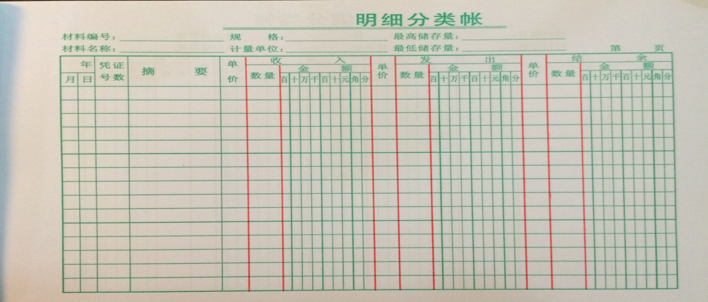 明细分类帐
材料编号： 规 格： 最高储存量：
材料名称： 计量单位： 最低储存量： 第 页
年 凭证 摘 要 单 收 入 单 发 出 单 结 余
月 日 号数 价 数量 金 额 价 数量 金 额 价 数量 金 额
百十万千百十元角分 百十万千百十元角分 百十万千百十元角分